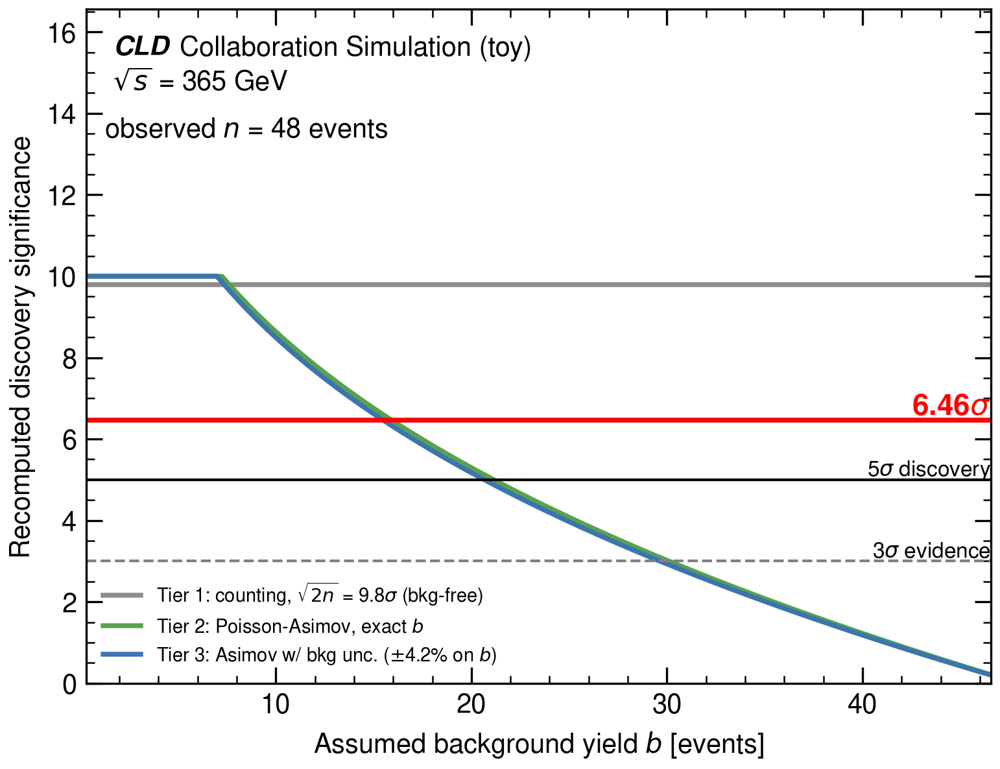 CLD Collaboration Simulation (toy)
√s = 365 GeV
observed n = 48 events
Recomputed discovery significance
16
14
12
10
8
6
4
2
0
6.46σ
5σ discovery
3σ evidence
Tier 1: counting, √2n = 9.8σ (bkg-free)
Tier 2: Poisson-Asimov, exact b
Tier 3: Asimov w/ bkg unc. (±4.2% on b)
10 20 30 40
Assumed background yield b [events]